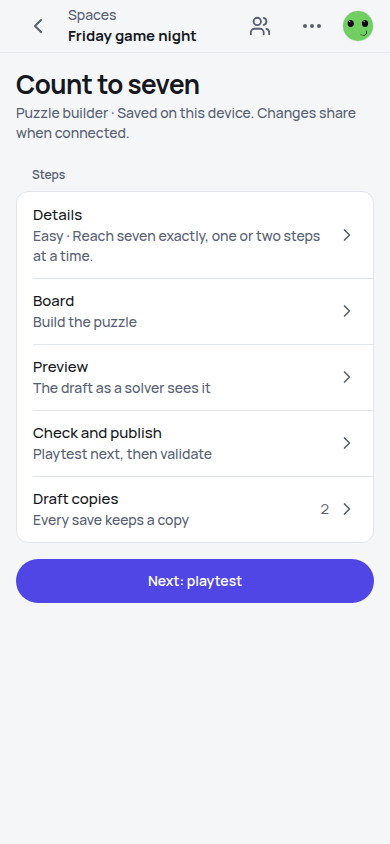 Spaces
Friday game night
Count to seven
Puzzle builder · Saved on this device. Changes share
when connected.
Steps
Details
Easy · Reach seven exactly, one or two steps
at a time.
Board
Build the puzzle
Preview
The draft as a solver sees it
Check and publish
Playtest next, then validate
Draft copies
Every save keeps a copy
2
Next: playtest